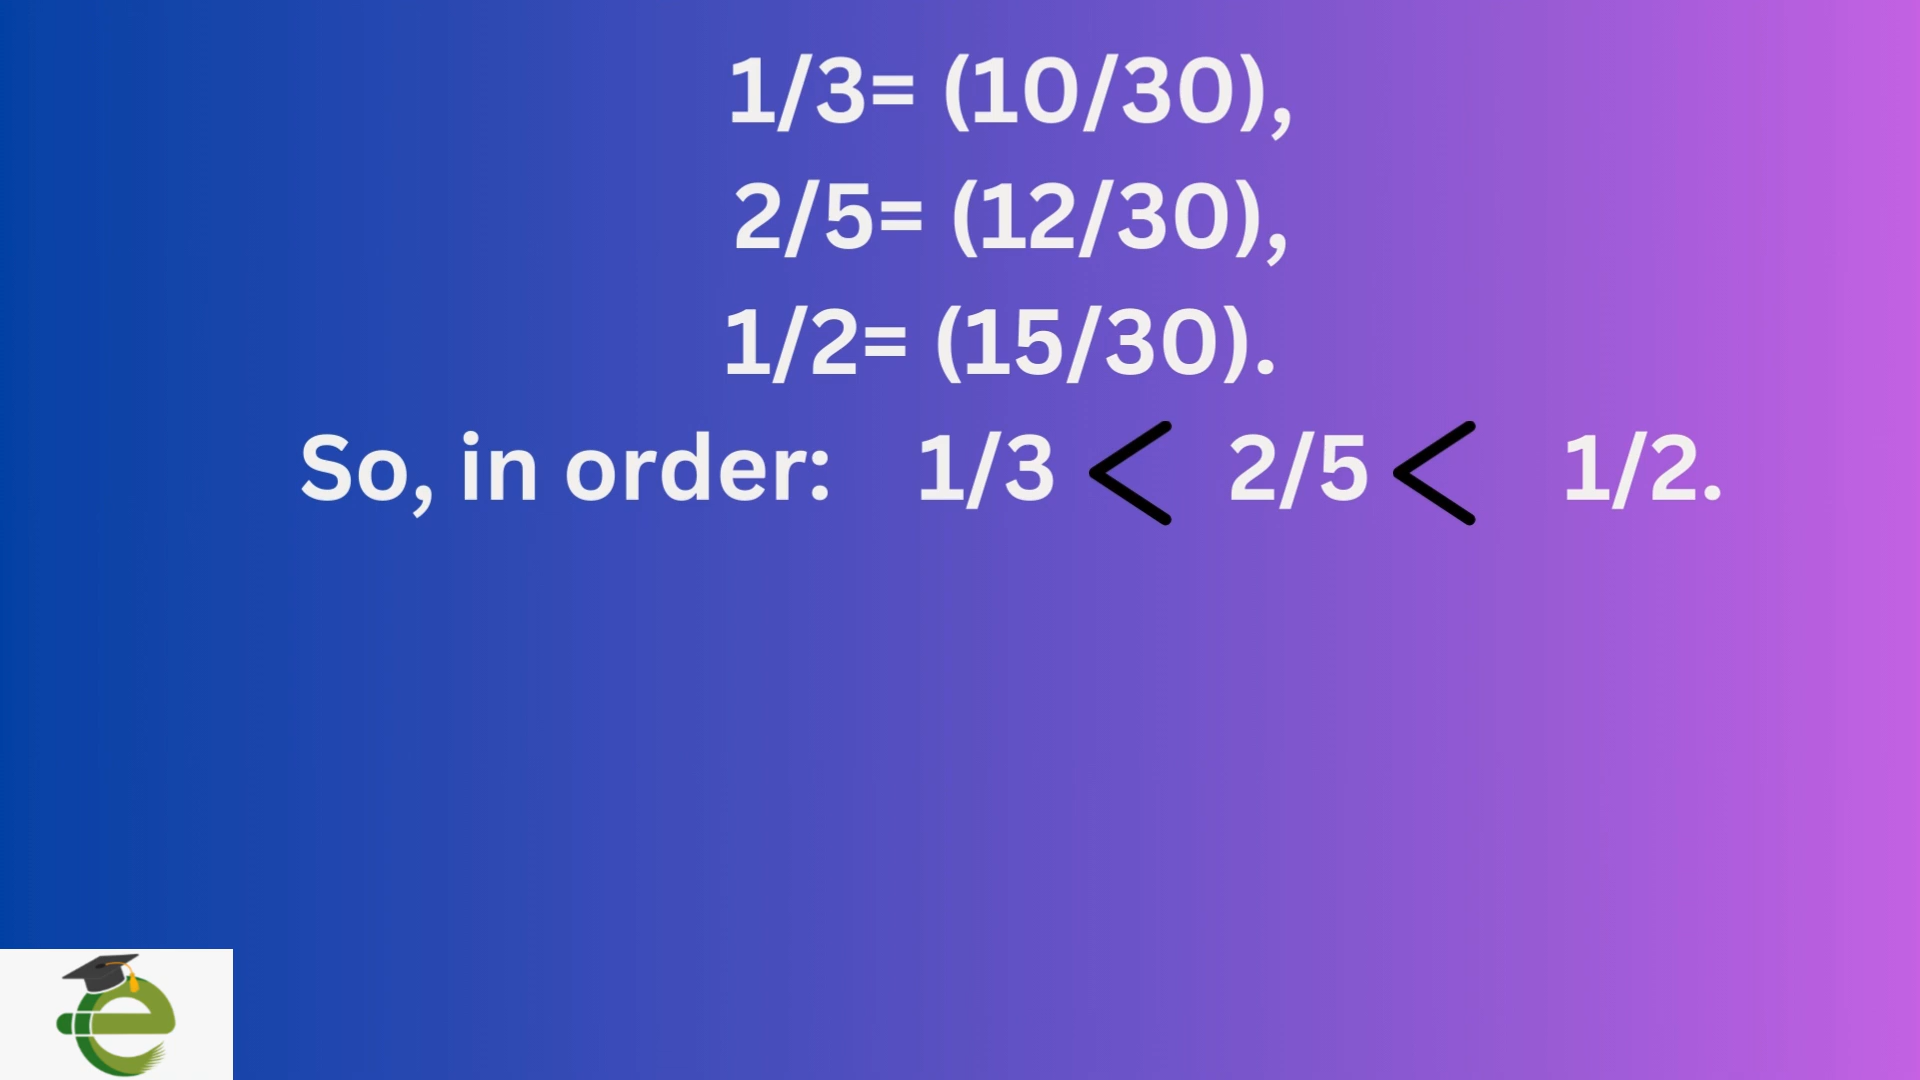 1/3= (10/30),
2/5= (12/30),
1/2= (15/30).
So, in order: 1/3 < 2/5 < 1/2.
e